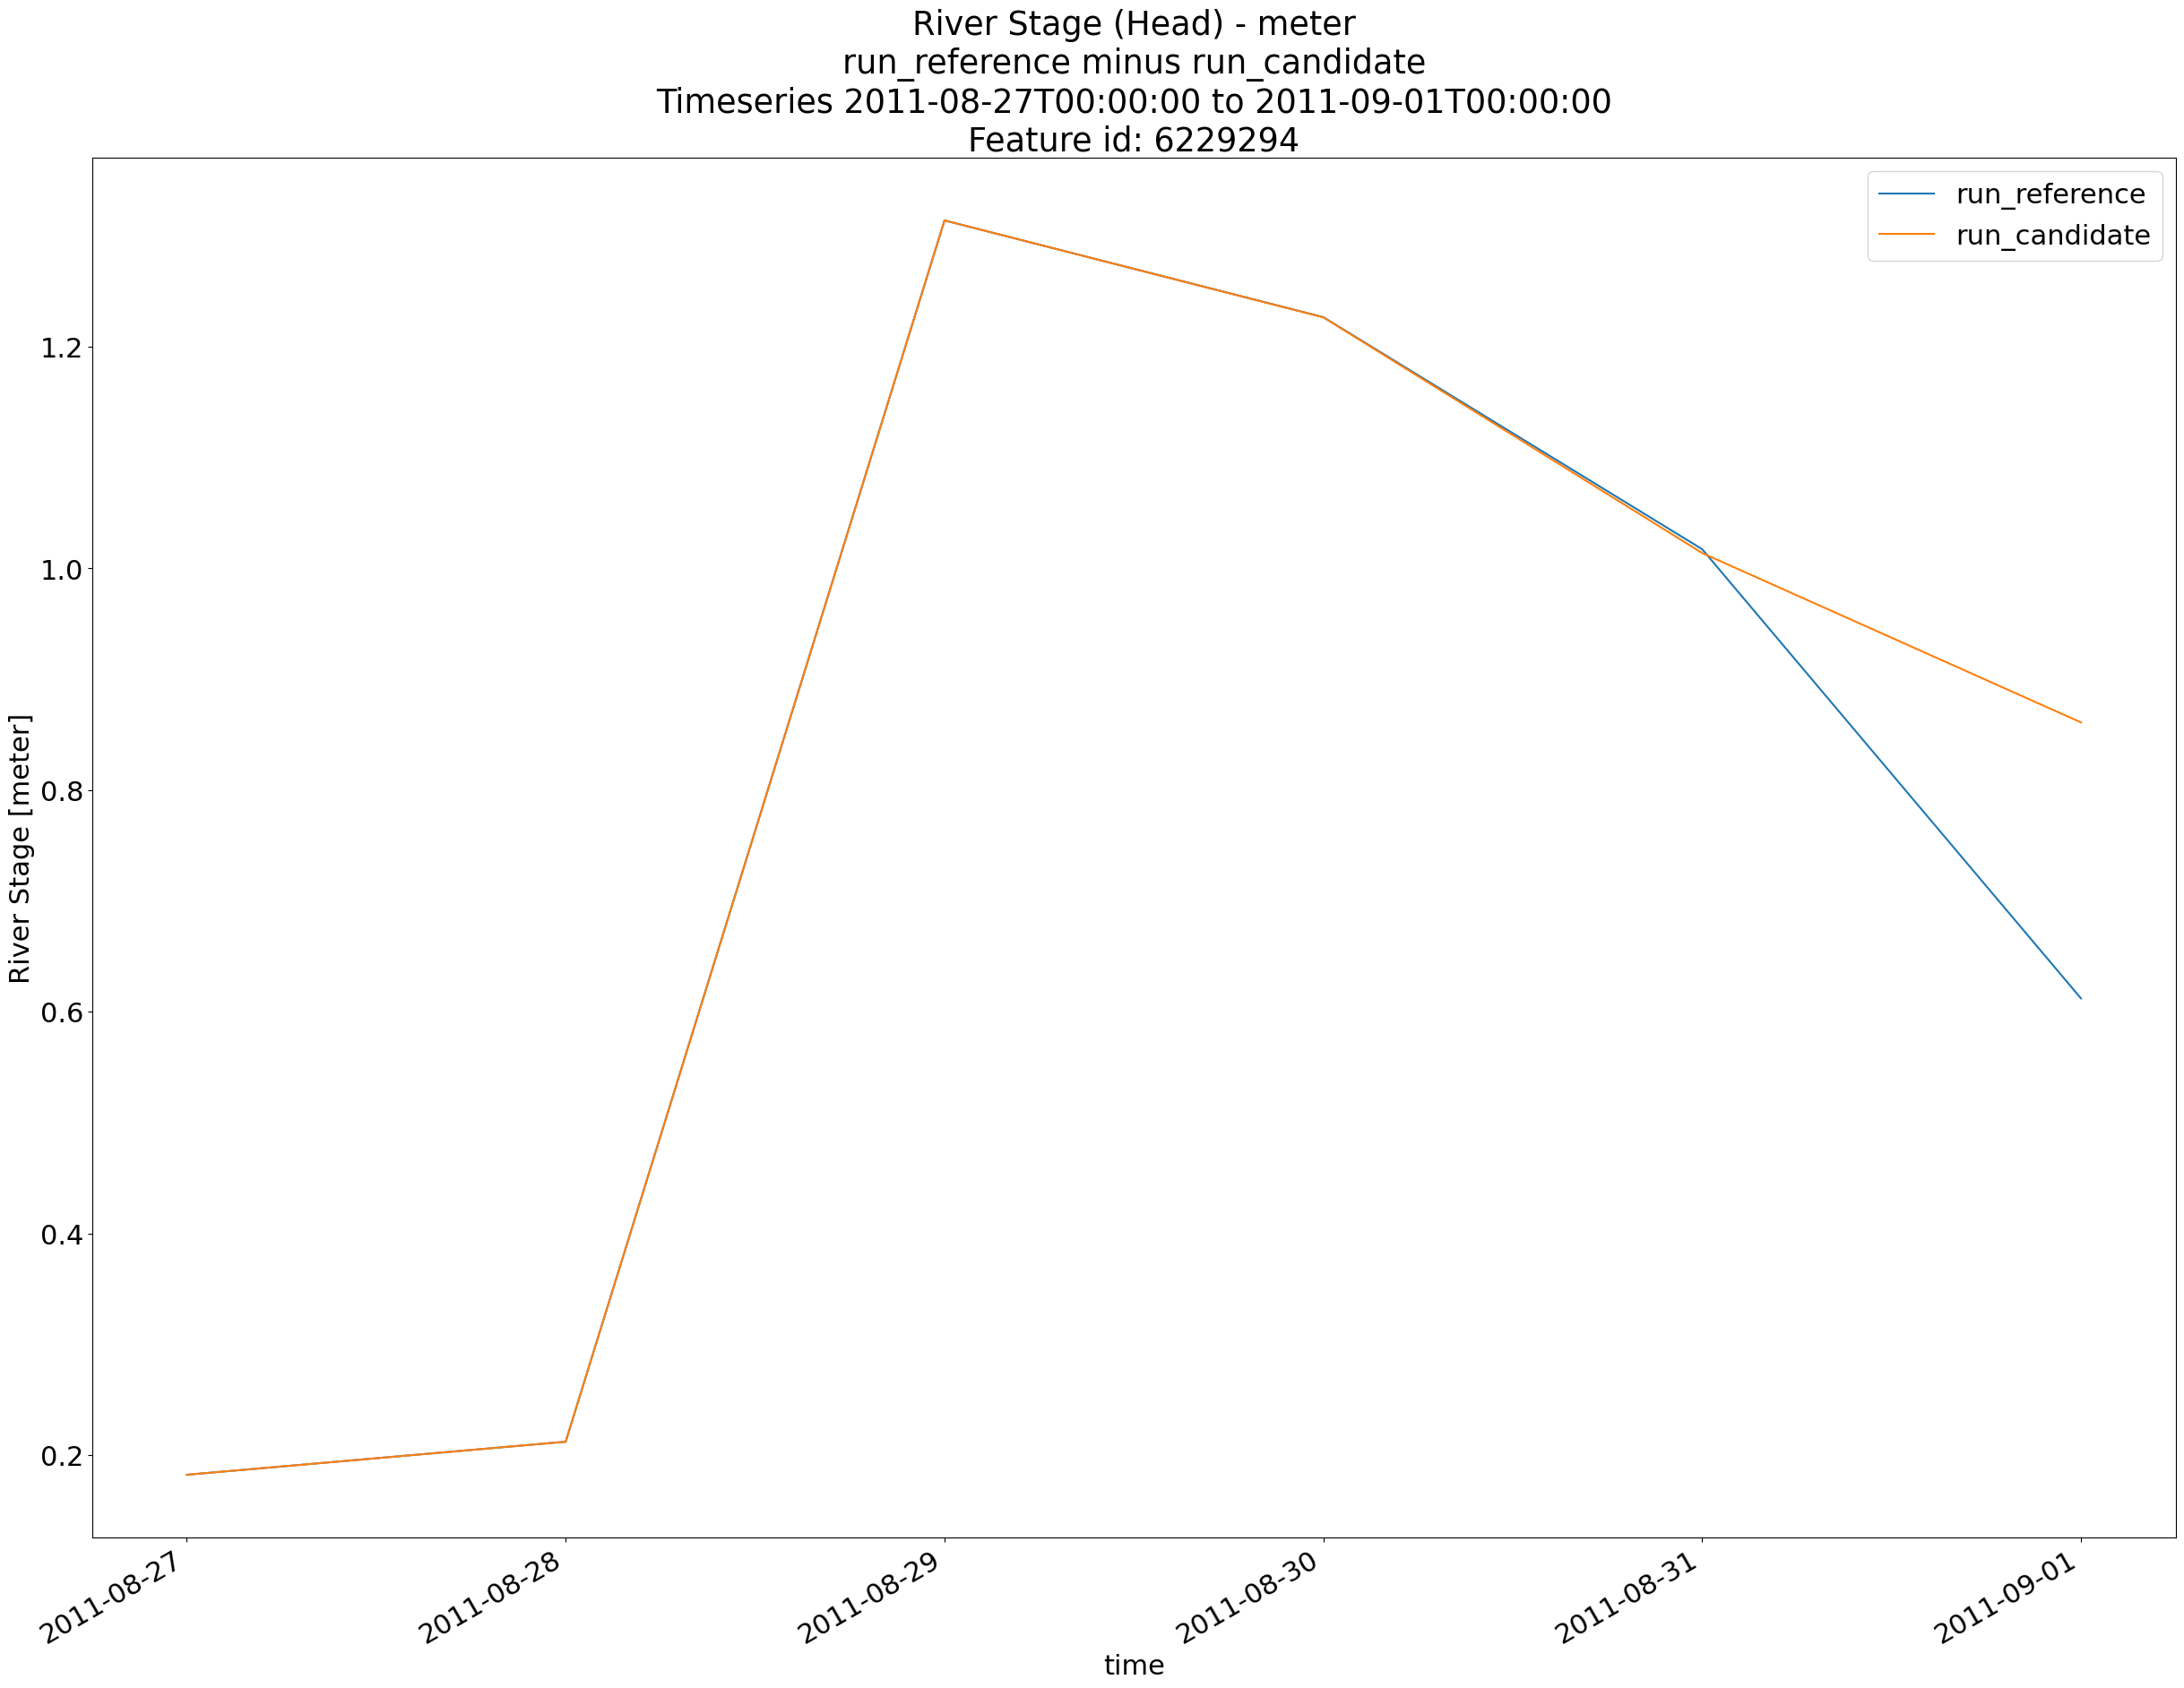 River Stage (Head) - meter
run_reference minus run_candidate
Timeseries 2011-08-27T00:00:00 to 2011-09-01T00:00:00
Feature id: 6229294
run_reference
run_candidate
River Stage [meter]
1.2
1.0
0.8
0.6
0.4
0.2
2011-08-27
2011-08-28
2011-08-29
2011-08-30
2011-08-31
2011-09-01
time